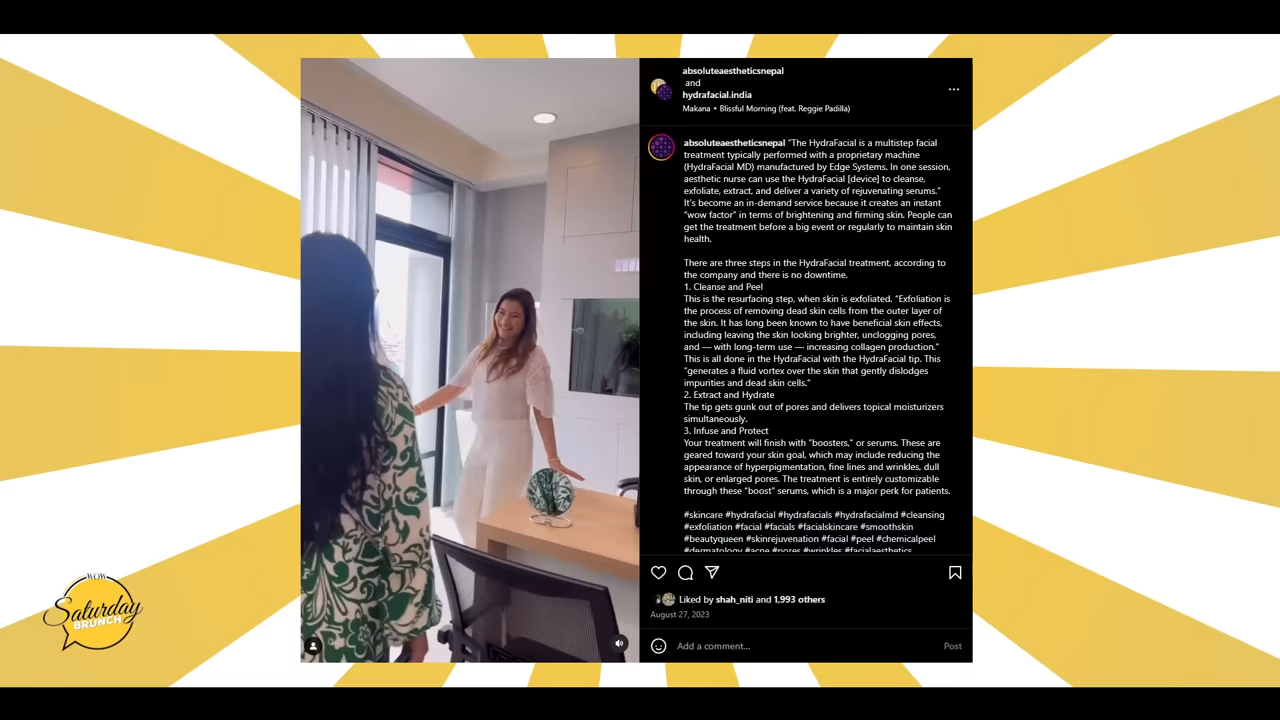 absoluteaestheticsnepal
and
hydrafacial.india
Makana • Blissful Morning (feat. Reggie Padilla)
absoluteaestheticsnepal "The HydraFacial is a multistep facial
treatment typically performed with a proprietary machine
(HydraFacial MD) manufactured by Edge Systems. In one session,
aesthetic nurse can use the HydraFacial [device] to cleanse,
exfoliate, extract, and deliver a variety of rejuvenating serums."
It's become an in-demand service because it creates an instant
"wow factor" in terms of brightening and firming skin. People can
get the treatment before a big event or regularly to maintain skin
health.
There are three steps in the HydraFacial treatment, according to
the company and there is no downtime.
1. Cleanse and Peel
This is the resurfacing step, when skin is exfoliated. "Exfoliation is
the process of removing dead skin cells from the outer layer of
the skin. It has long been known to have beneficial skin effects,
including leaving the skin looking brighter, unclogging pores,
and — with long-term use — increasing collagen production."
This is all done in the HydraFacial with the HydraFacial tip. This
"generates a fluid vortex over the skin that gently dislodges
impurities and dead skin cells."
2. Extract and Hydrate
The tip gets gunk out of pores and delivers topical moisturizers
simultaneously.
3. Infuse and Protect
Your treatment will finish with "boosters," or serums. These are
geared toward your skin goal, which may include reducing the
appearance of hyperpigmentation, fine lines and wrinkles, dull
skin, or enlarged pores. The treatment is entirely customizable
through these "boost" serums, which is a major perk for patients.
#skincare #hydrafacial #hydrafacials #hydrafacialmd #cleansing
#exfoliation #facial #facials #facialskincare #smoothskin
#beautyqueen #skinrejuvenation #facial #peel #chemicalpeel
#dermatology #acne #pores #wrinkles #facialaesthetics
Liked by shah_niti and 1,993 others
August 27, 2023
Add a comment... Post
WOW
Saturday
BRUNCH